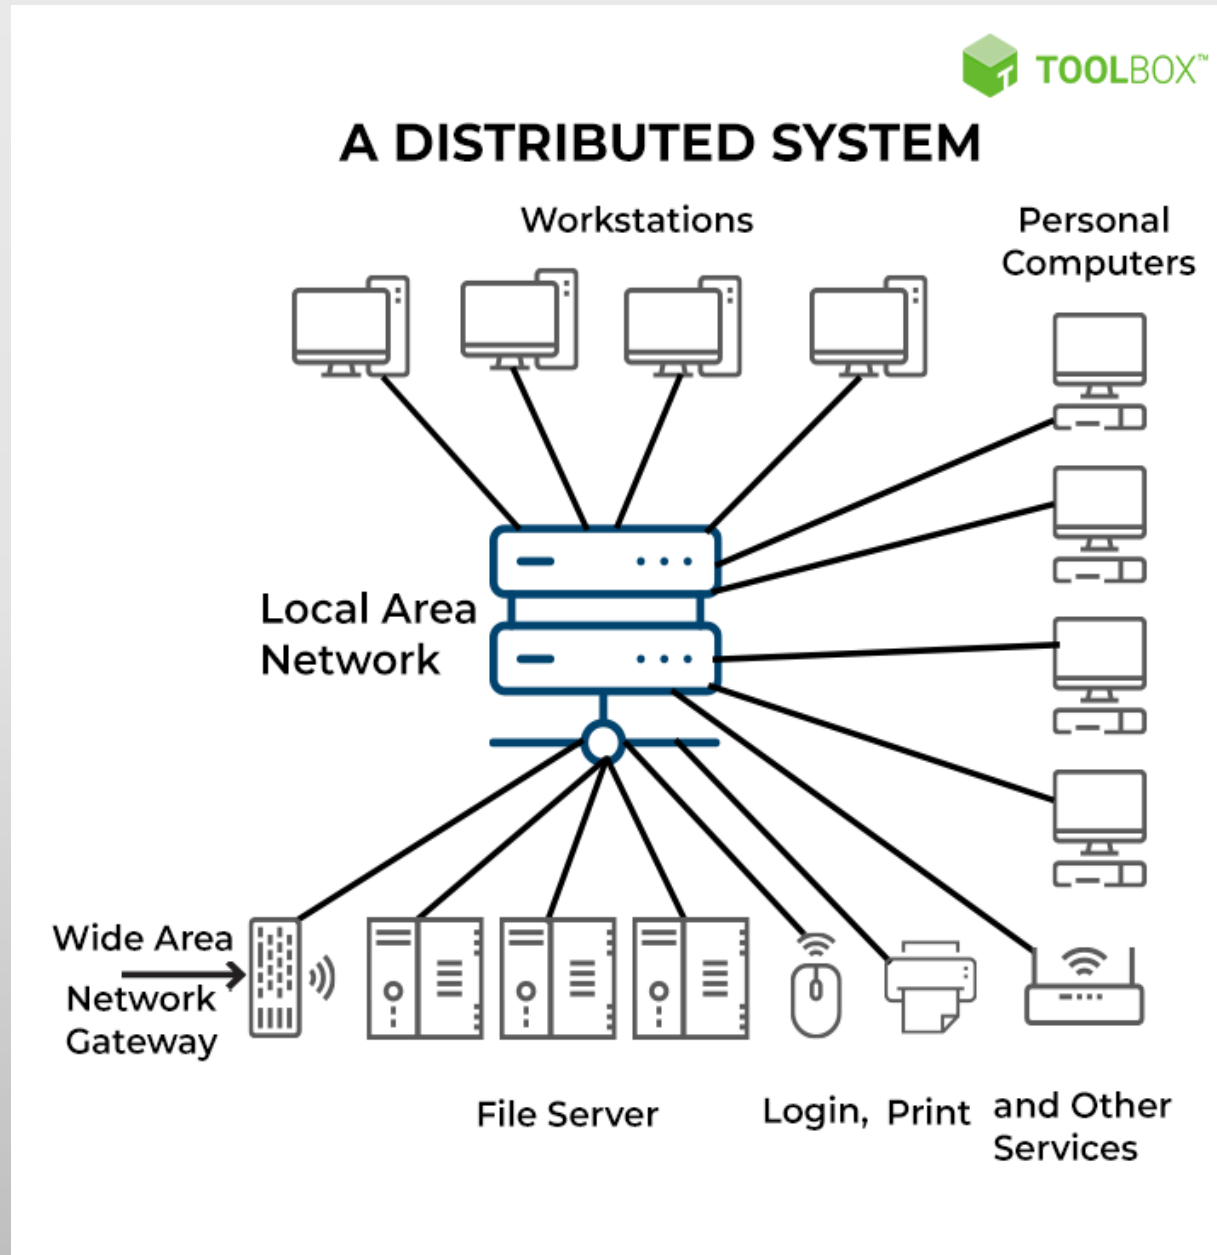 TOOLBOX™
A DISTRIBUTED SYSTEM
Workstations
Personal
Computers
Local Area
Network
Wide Area
Network
Gateway
File Server
Login,
Print
and Other
Services